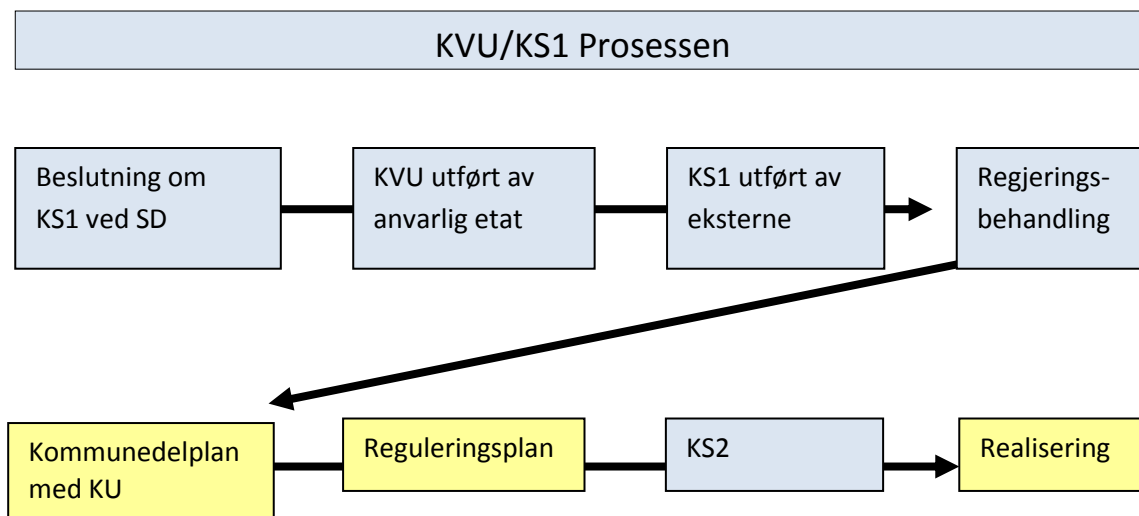 KVU/KS1 Prosessen
Beslutning om
KS1 ved SD
KVU utført av
anvarlig etat
KS1 utført av
eksterne
Regjerings-
behandling
Kommunedelplan
med KU
Reguleringsplan
KS2
Realisering